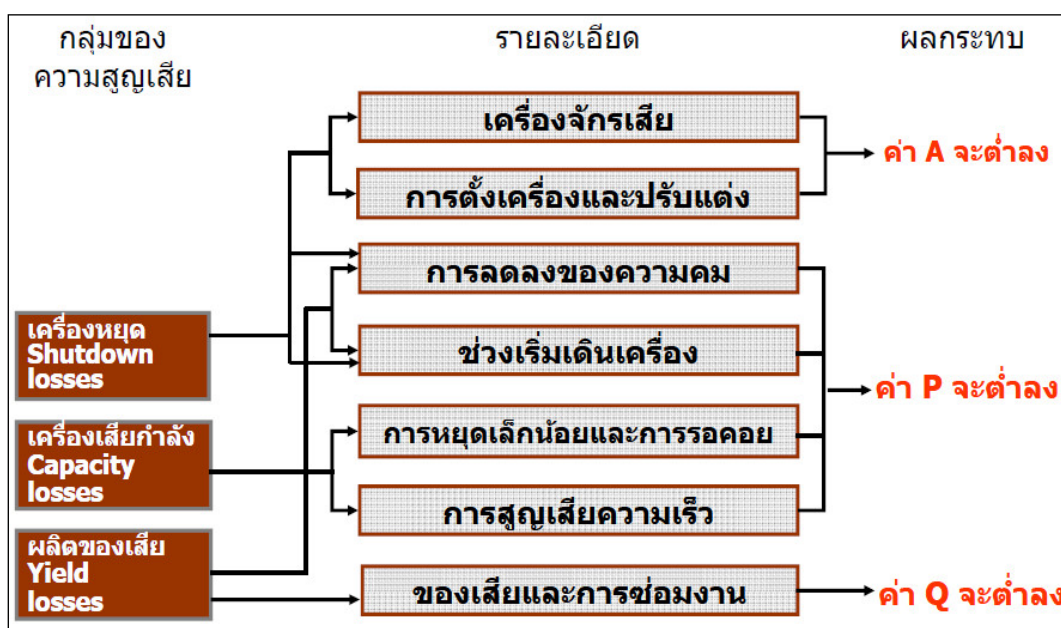 กลุ่มของ
ความสูญเสีย
รายละเอียด
ผลกระทบ
เครื่องจักรเสีย
การตั้งเครื่องและปรับแต่ง
ค่า A จะต่ำลง
การลดลงของความคม
ช่วงเริ่มเดินเครื่อง
การหยุดเล็กน้อยและการรอคอย
การสูญเสียความเร็ว
ค่า P จะต่ำลง
ของเสียและการซ่อมงาน
ค่า Q จะต่ำลง
เครื่องหยุด
Shutdown
losses
เครื่องเสียกำลัง
Capacity
losses
ผลิตของเสีย
Yield
losses